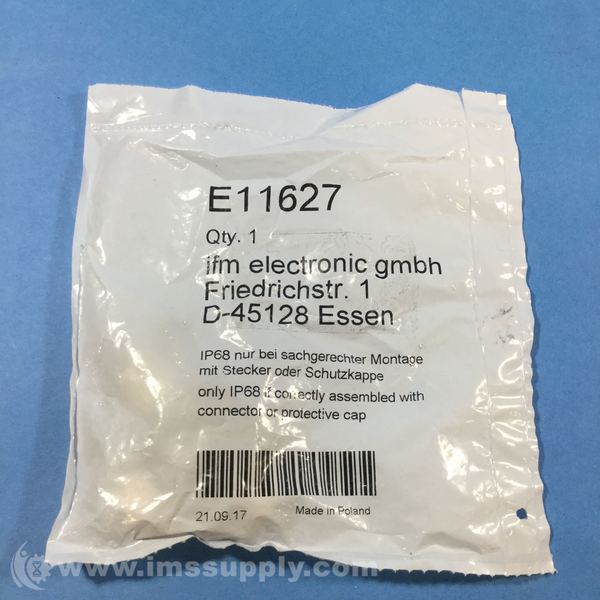 E11627
Qty. 1
ifm electronic gmbh
Friedrichstr. 1
D-45128 Essen
IP68 nur bei sachgerechter Montage
mit Stecker oder Schutzkappe
only IP68 if correctly assembled with
connector or protective cap
21.09.17 Made in Poland
www.imssupply.com